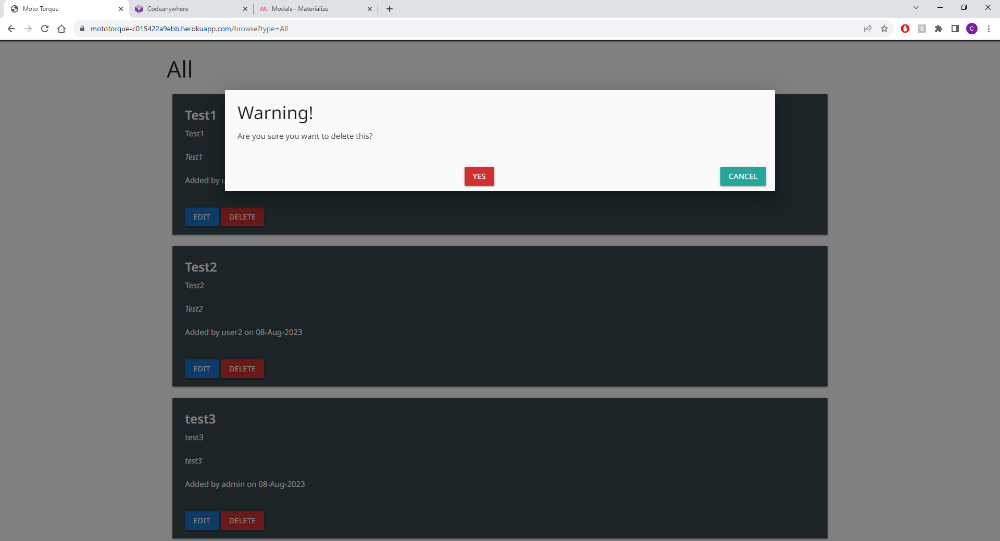 Moto Torque
Codeanywhere
Modals - Materialize
mototorque-c015422a9ebb.herokuapp.com/browse?type=All
C
All
Warning!
Are you sure you want to delete this?
YES
CANCEL
Test1
Test1
Test1
Added by u
EDIT
DELETE
Test2
Test2
Test2
Added by user2 on 08-Aug-2023
EDIT
DELETE
test3
test3
test3
Added by admin on 08-Aug-2023
EDIT
DELETE